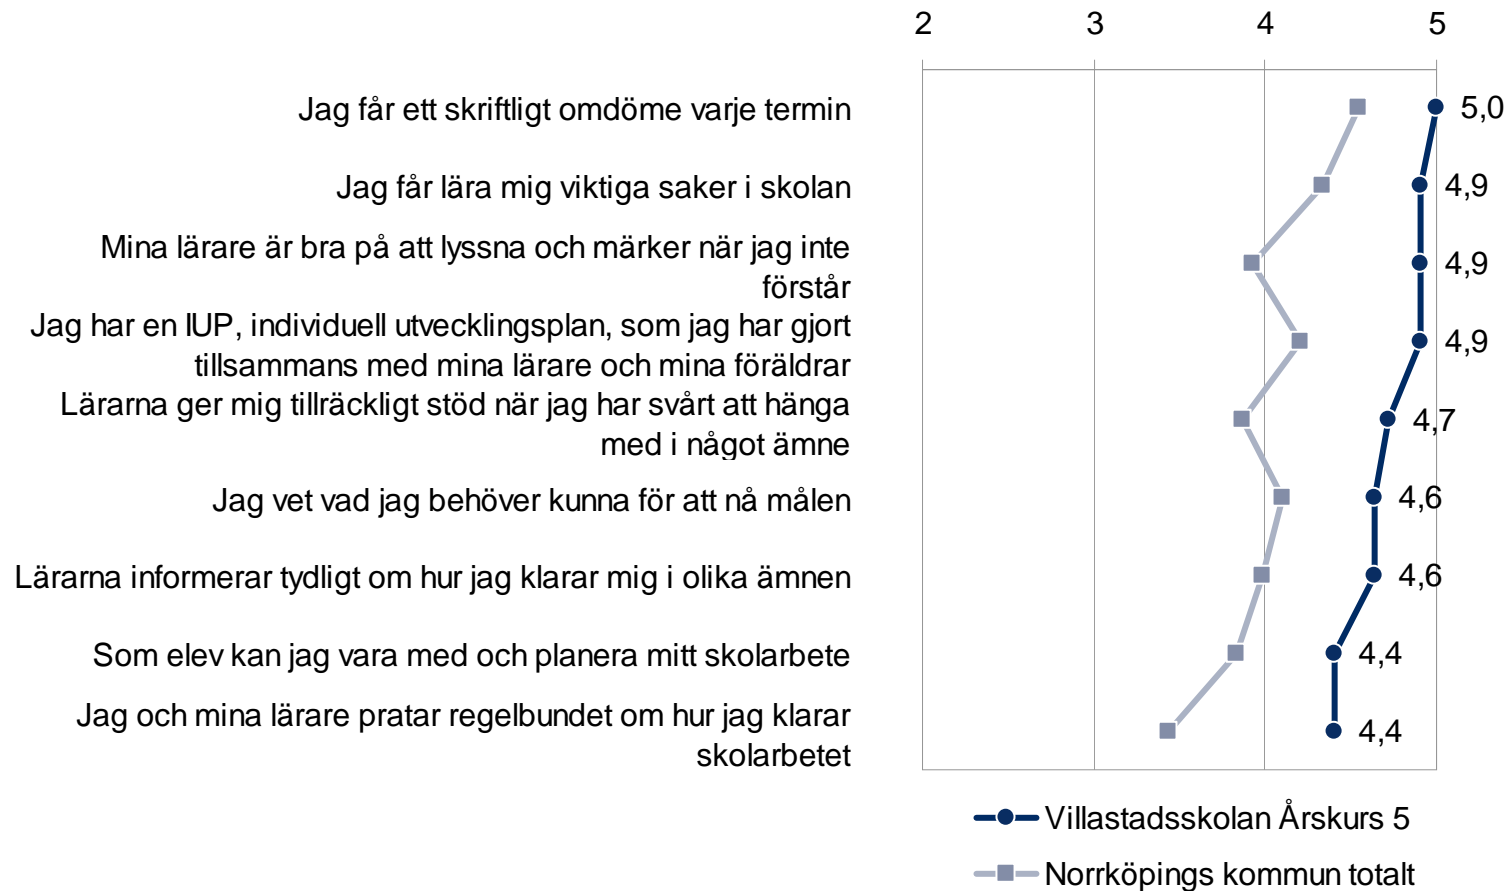 2 3 4 5
Jag får ett skriftligt omdöme varje termin
5,0
Jag får lära mig viktiga saker i skolan
4,9
Mina lärare är bra på att lyssna och märker när jag inte
förstår
4,9
Jag har en IUP, individuell utvecklingsplan, som jag har gjort
tillsammans med mina lärare och mina föräldrar
4,9
Lärarna ger mig tillräckligt stöd när jag har svårt att hänga
med i något ämne
4,7
Jag vet vad jag behöver kunna för att nå målen
4,6
Lärarna informerar tydligt om hur jag klarar mig i olika ämnen
4,6
Som elev kan jag vara med och planera mitt skolarbete
4,4
Jag och mina lärare pratar regelbundet om hur jag klarar
skolarbetet
4,4
Villastadsskolan Årskurs 5
Norrköpings kommun totalt